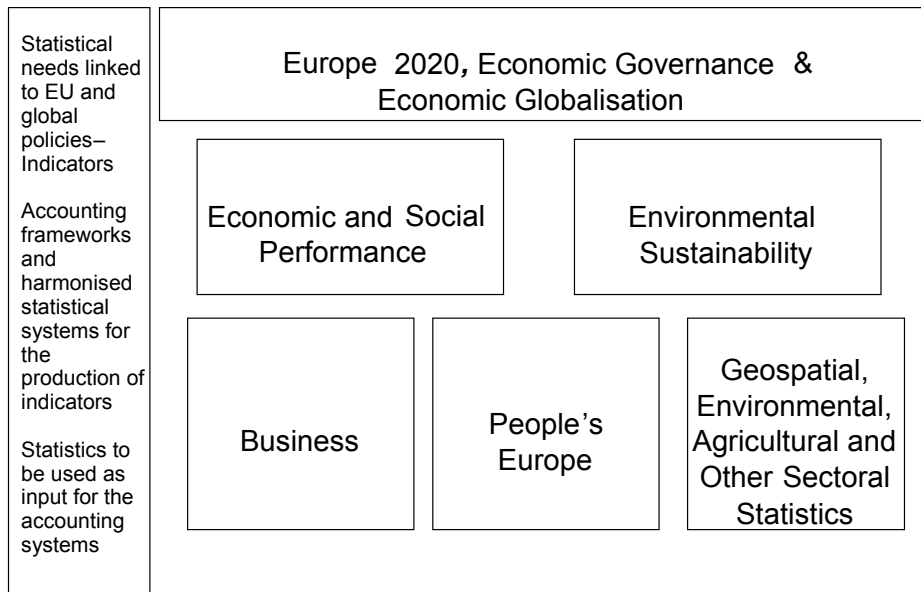 Statistical
needs linked
to EU and
global
policies–
Indicators
Accounting
frameworks
and
harmonised
statistical
systems for
the
production of
indicators
Statistics to
be used as
input for the
accounting
systems
Europe 2020, Economic Governance &
Economic Globalisation
Economic and Social
Performance
Environmental
Sustainability
Business
People’s
Europe
Geospatial,
Environmental,
Agricultural and
Other Sectoral
Statistics